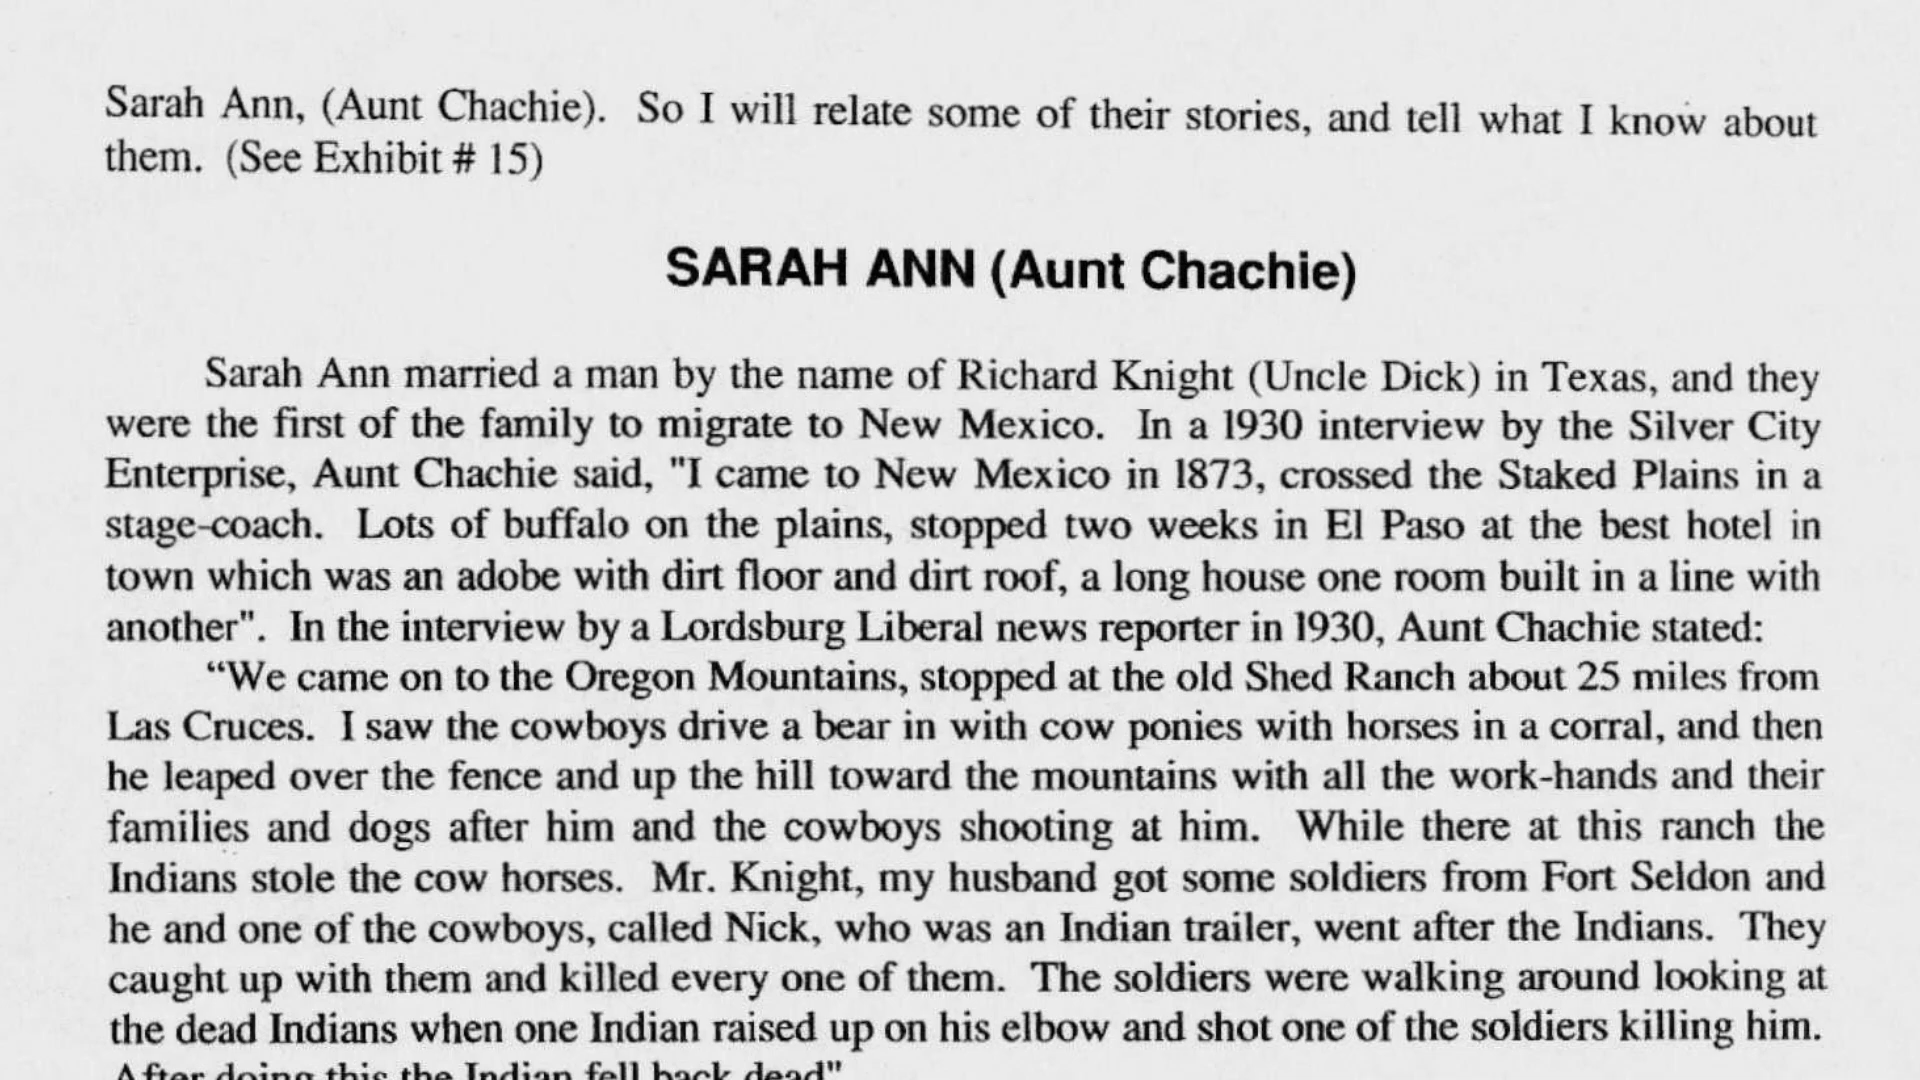 Sarah Ann, (Aunt Chachie). So I will relate some of their stories, and tell what I know about
them. (See Exhibit # 15)
SARAH ANN (Aunt Chachie)
Sarah Ann married a man by the name of Richard Knight (Uncle Dick) in Texas, and they
were the first of the family to migrate to New Mexico. In a 1930 interview by the Silver City
Enterprise, Aunt Chachie said, "I came to New Mexico in 1873, crossed the Staked Plains in a
stage-coach. Lots of buffalo on the plains, stopped two weeks in El Paso at the best hotel in
town which was an adobe with dirt floor and dirt roof, a long house one room built in a line with
another". In the interview by a Lordsburg Liberal news reporter in 1930, Aunt Chachie stated:
“We came on to the Oregon Mountains, stopped at the old Shed Ranch about 25 miles from
Las Cruces. I saw the cowboys drive a bear in with cow ponies with horses in a corral, and then
he leaped over the fence and up the hill toward the mountains with all the work-hands and their
families and dogs after him and the cowboys shooting at him. While there at this ranch the
Indians stole the cow horses. Mr. Knight, my husband got some soldiers from Fort Seldon and
he and one of the cowboys, called Nick, who was an Indian trailer, went after the Indians. They
caught up with them and killed every one of them. The soldiers were walking around looking at
the dead Indians when one Indian raised up on his elbow and shot one of the soldiers killing him.
After doing this the Indian fell back dead"